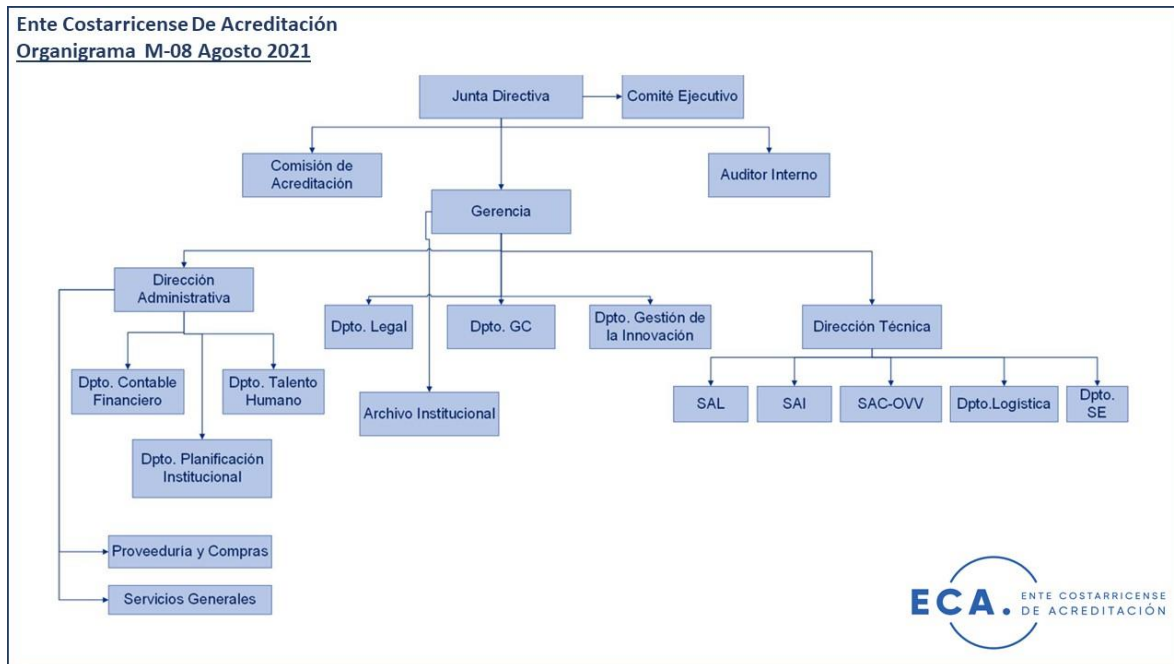 Ente Costarricense De Acreditación
Organigrama M-08 Agosto 2021
Junta Directiva
Comité Ejecutivo
Comisión de
Acreditación
Auditor Interno
Gerencia
Dirección
Administrativa
Dpto. Legal
Dpto. GC
Dpto. Gestión de
la Innovación
Dirección Técnica
Dpto. Contable
Financiero
Dpto. Talento
Humano
Archivo Institucional
SAL
SAI
SAC-OVV
Dpto.Logística
Dpto.
SE
Dpto. Planificación
Institucional
Proveeduria y Compras
Servicios Generales
ECA.
ENTE COSTARRICENSE
DE ACREDITACIÓN